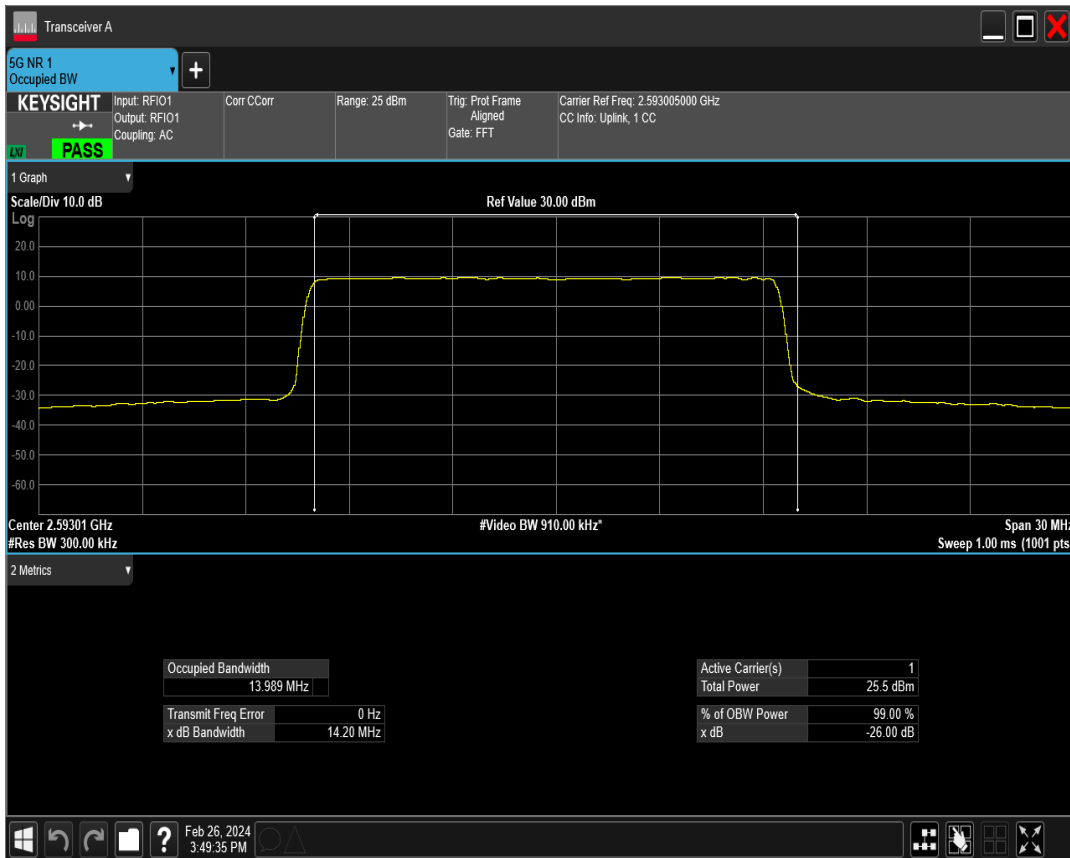 Transceiver A
5G NR 1
Occupied BW
KEYSIGHT
LXI
PASS
Input: RFIO1
Output: RFIO1
Coupling: AC
Corr CCorr
Range: 25 dBm
Trig: Prot Frame
Aligned
Gate: FFT
Carrier Ref Freq: 2.593005000 GHz
CC Info: Uplink, 1 CC
1 Graph
Scale/Div 10.0 dB
Ref Value 30.00 dBm
Log
20.0
10.0
0.00
-10.0
-20.0
-30.0
-40.0
-50.0
-60.0
Center 2.59301 GHz
#Video BW 910.00 kHz*
Span 30 MHz
#Res BW 300.00 kHz
Sweep 1.00 ms (1001 pts
2 Metrics
Occupied Bandwidth
13.989 MHz
Transmit Freq Error 0 Hz
x dB Bandwidth 14.20 MHz
Active Carrier(s) 1
Total Power 25.5 dBm
% of OBW Power 99.00 %
x dB -26.00 dB
?
Feb 26, 2024
3:49:35 PM